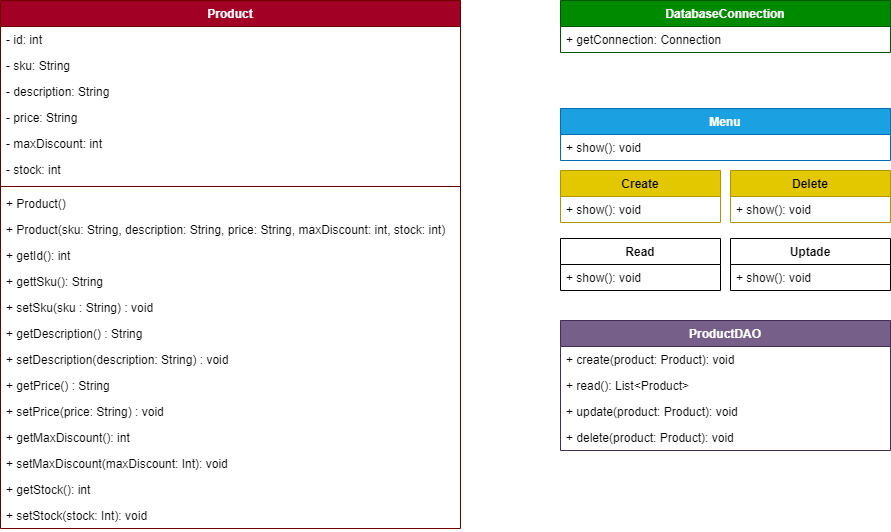 Product
- id: int
- sku: String
- description: String
- price: String
- maxDiscount: int
- stock: int
+ Product()
+ Product(sku: String, description: String, price: String, maxDiscount: int, stock: int)
+ getId(): int
+ gettSku(): String
+ setSku(sku : String) : void
+ getDescription() : String
+ setDescription(description: String) : void
+ getPrice() : String
+ setPrice(price: String) : void
+ getMaxDiscount(): int
+ setMaxDiscount(maxDiscount: Int): void
+ getStock(): int
+ setStock(stock: Int): void
DatabaseConnection
+ getConnection: Connection
Menu
+ show(): void
Create
+ show(): void
Delete
+ show(): void
Read
+ show(): void
Uptade
+ show(): void
ProductDAO
+ create(product: Product): void
+ read(): List<Product>
+ update(product: Product): void
+ delete(product: Product): void